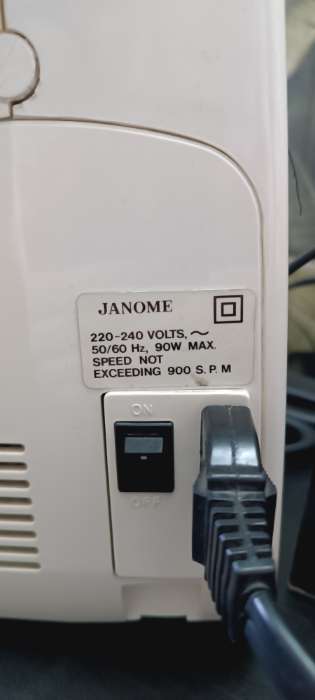 JANOME
220-240 VOLTS, ~
50/60 Hz, 90W MAX.
SPEED NOT
EXCEEDING 900 S. P. M
ON
OFF